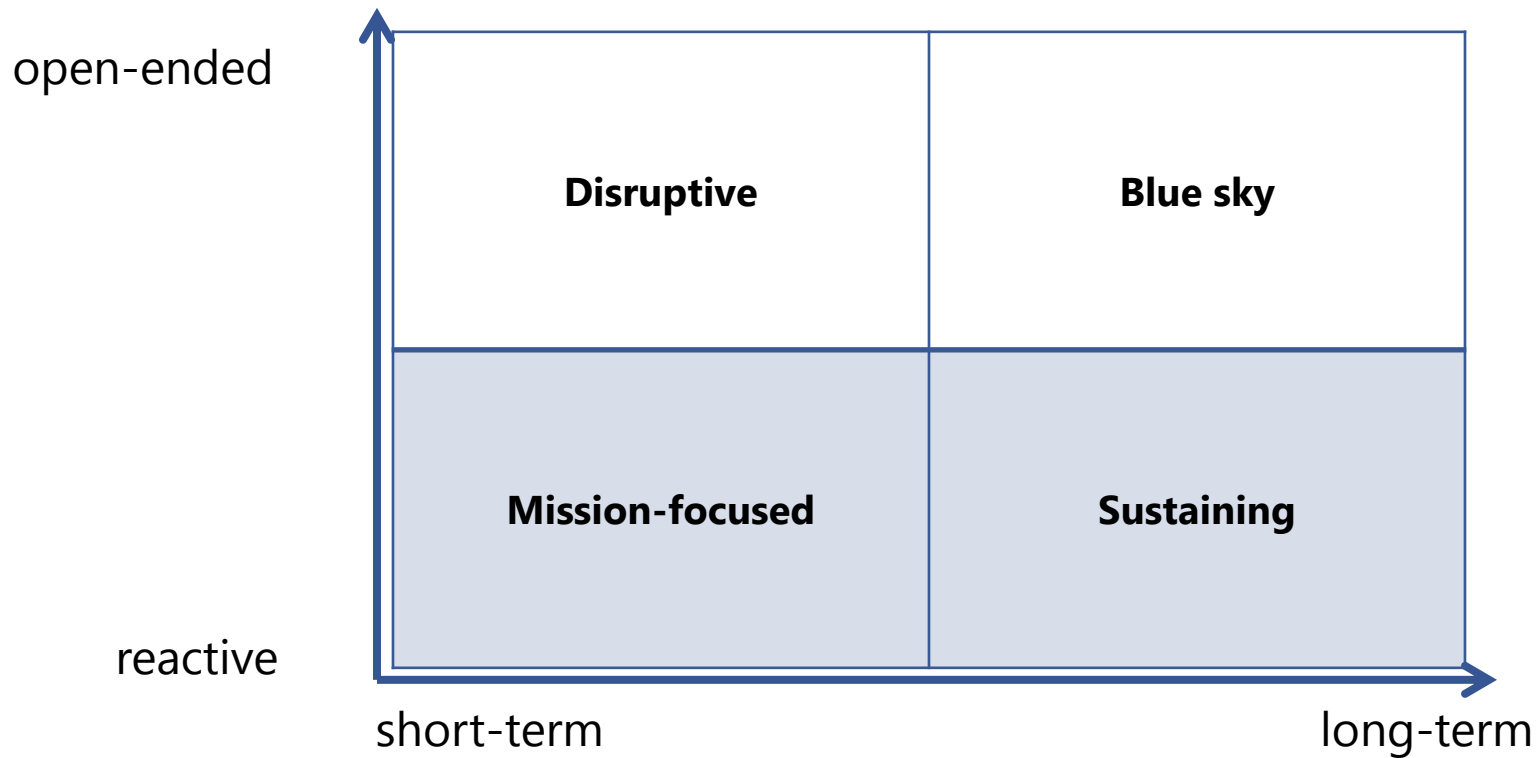 open-ended
Disruptive
Blue sky
Mission-focused
Sustaining
reactive
short-term
long-term